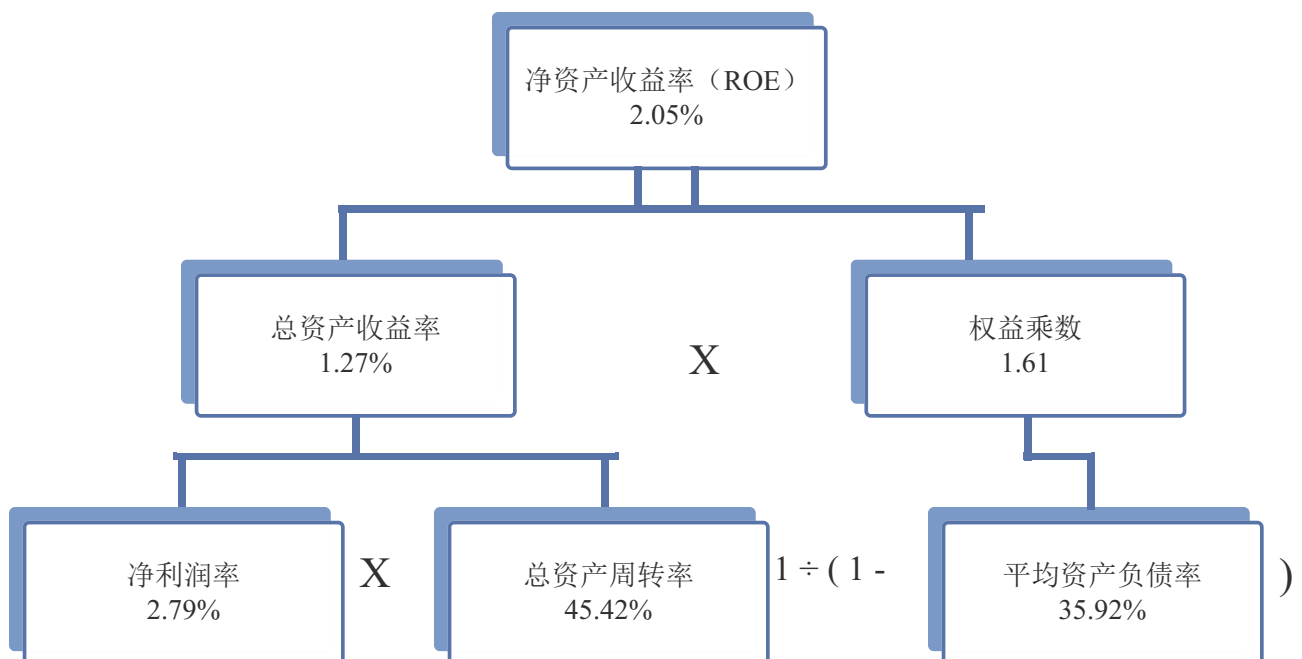 净资产收益率（ROE）
2.05%
总资产收益率
1.27%
X
权益乘数
1.61
净利润率
2.79%
X
总资产周转率
45.42%
1 ÷ ( 1 -
平均资产负债率
35.92%
)